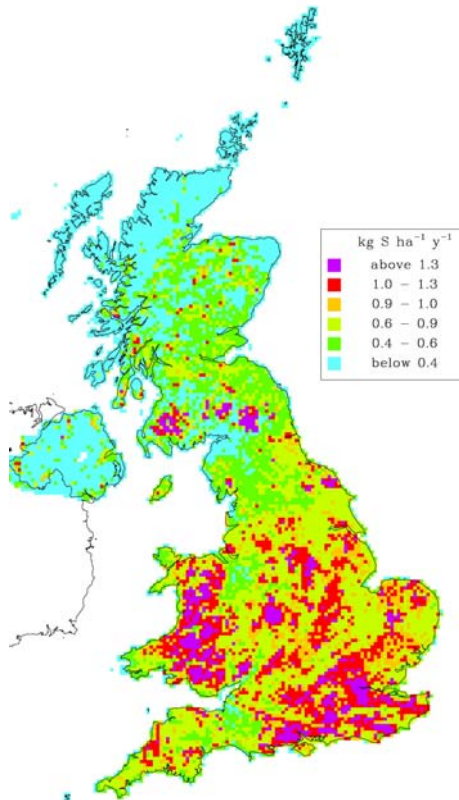 kg S ha⁻¹ y⁻¹
above 1.3
1.0 – 1.3
0.9 – 1.0
0.6 – 0.9
0.4 – 0.6
below 0.4